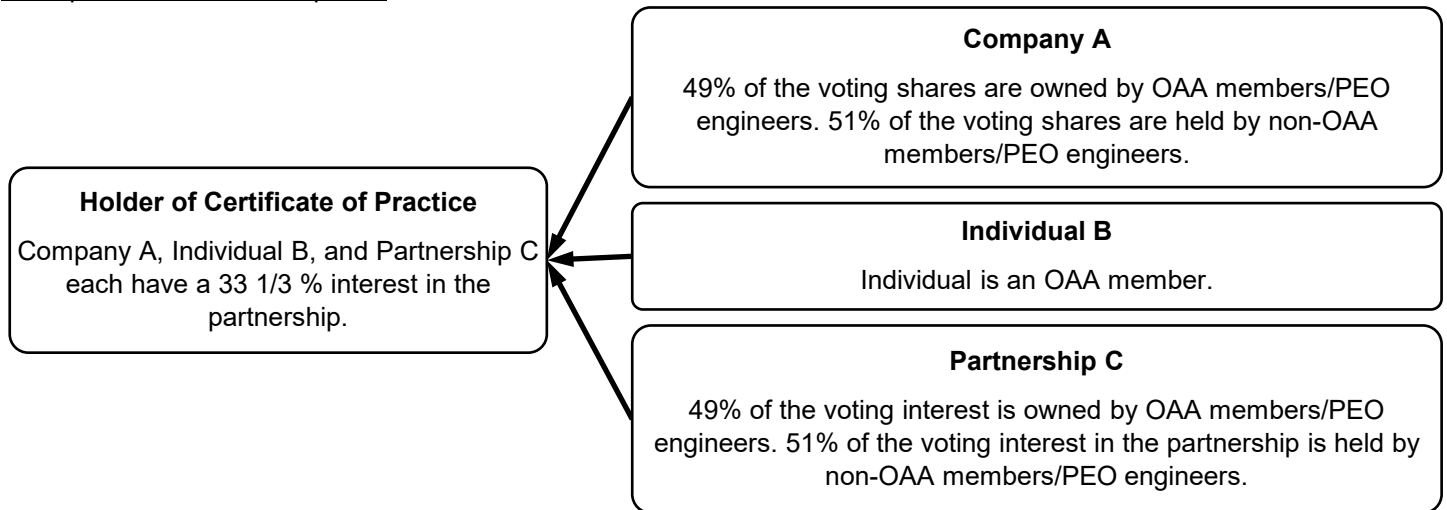 Holder of Certificate of Practice
Company A, Individual B, and Partnership C
each have a 33 1/3 % interest in the
partnership.
Company A
49% of the voting shares are owned by OAA members/PEO
engineers. 51% of the voting shares are held by non-OAA
members/PEO engineers.
Individual B
Individual is an OAA member.
Partnership C
49% of the voting interest is owned by OAA members/PEO
engineers. 51% of the voting interest in the partnership is held by
non-OAA members/PEO engineers.